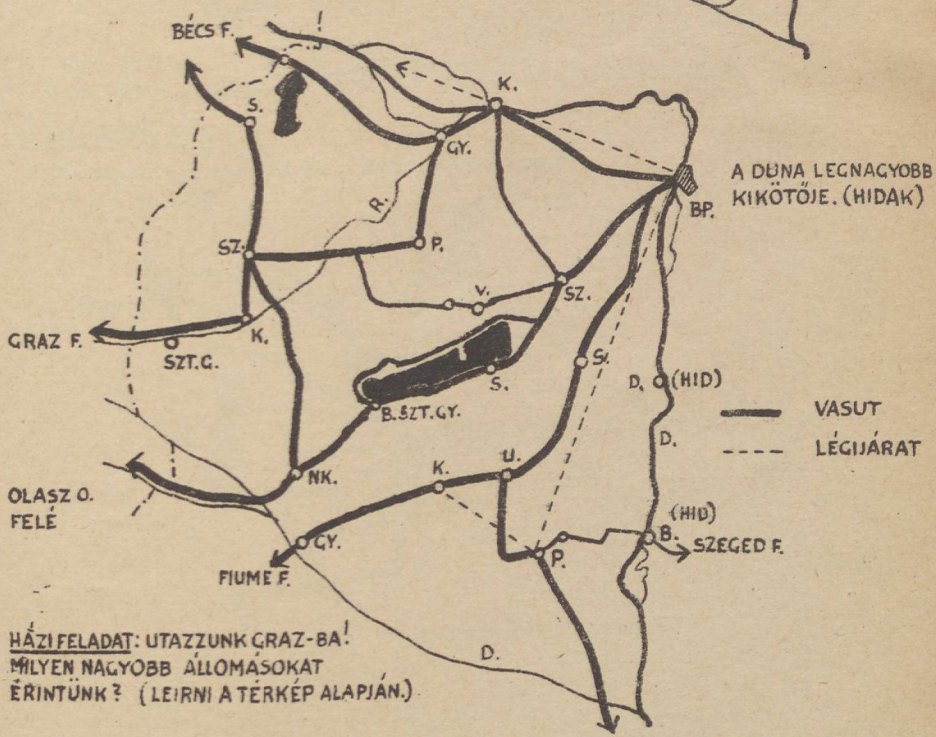 BÉCS F.
K.
S.
GY.
A DUNA LEGNAGYOBB
KIKÖTŐJE. (HIDAK)
BP.
R.
SZ.
P.
V.
SZ.
GRAZ F.
K.
SZT.G.
S.
S.
D. (HID)
B.SZT.GY.
VASUT
D.
LÉGIJÁRAT
U.
K.
NK.
OLASZ O.
FELÉ
(HID)
B.
GY.
P.
SZEGED F.
FIUME F.
HÁZI FELADAT: UTAZZUNK GRAZ-BA!
MILYEN NAGYOBB ÁLLOMÁSOKAT
ÉRINTÜNK? (LEIRNI A TÉRKÉP ALAPJÁN.)
D.